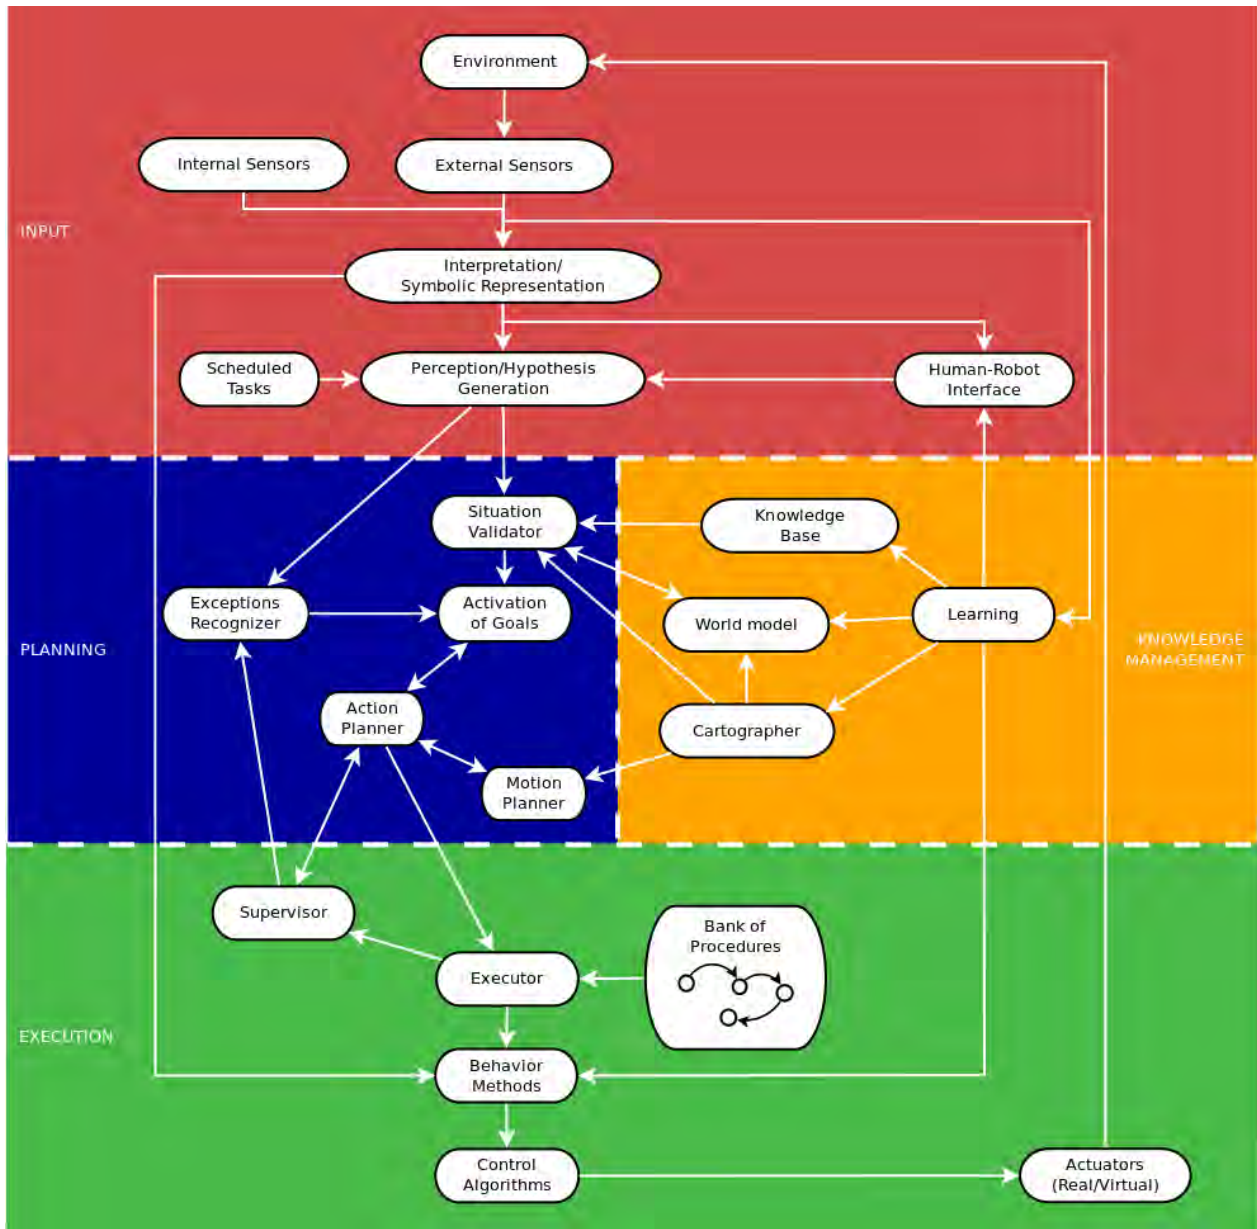 Environment
Internal Sensors
External Sensors
INPUT
Interpretation/
Symbolic Representation
Scheduled
Tasks
Perception/Hypothesis
Generation
Human-Robot
Interface
Situation
Validator
Knowledge
Base
Exceptions
Recognizer
Activation
of Goals
World model
Learning
PLANNING
KNOWLEDGE
MANAGEMENT
Action
Planner
Cartographer
Motion
Planner
Supervisor
Bank of
Procedures
Executor
EXECUTION
Behavior
Methods
Control
Algorithms
Actuators
(Real/Virtual)